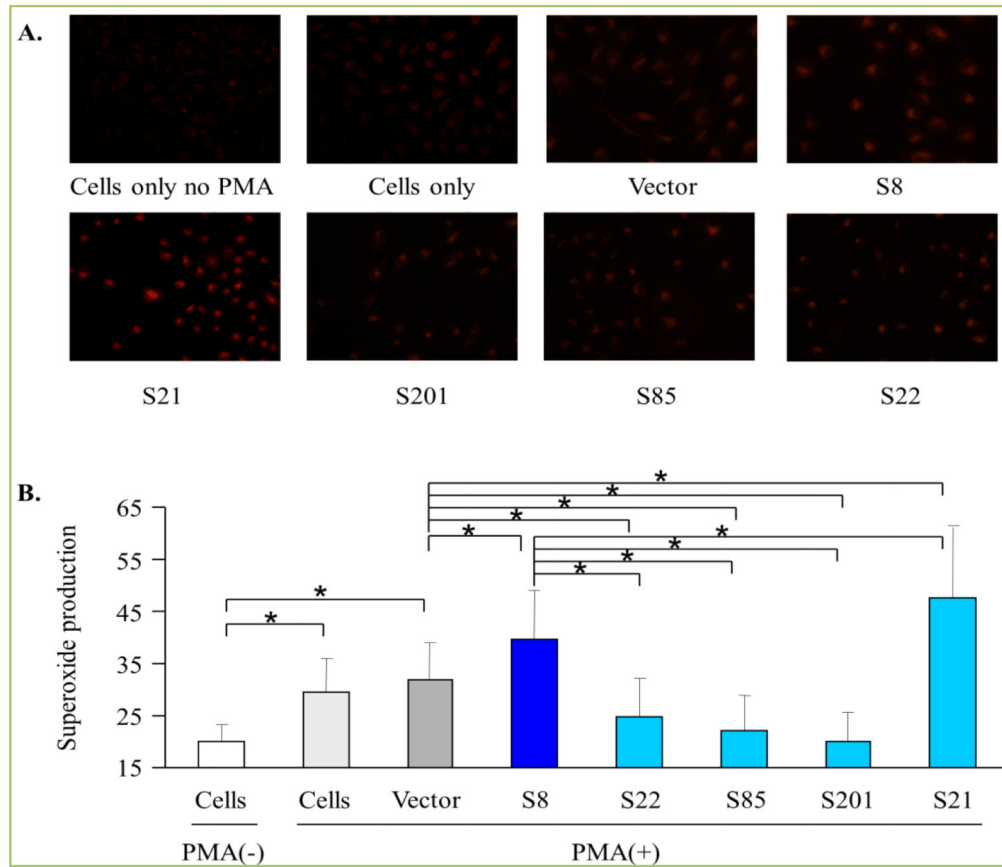 A.
Cells only no PMA Cells only Vector S8
S21 S201 S85 S22
B.
Superoxide production
65
55
45
35
25
15
* * * * * * * * * * *
Cells Cells Vector S8 S22 S85 S201 S21
PMA(-) PMA(+)